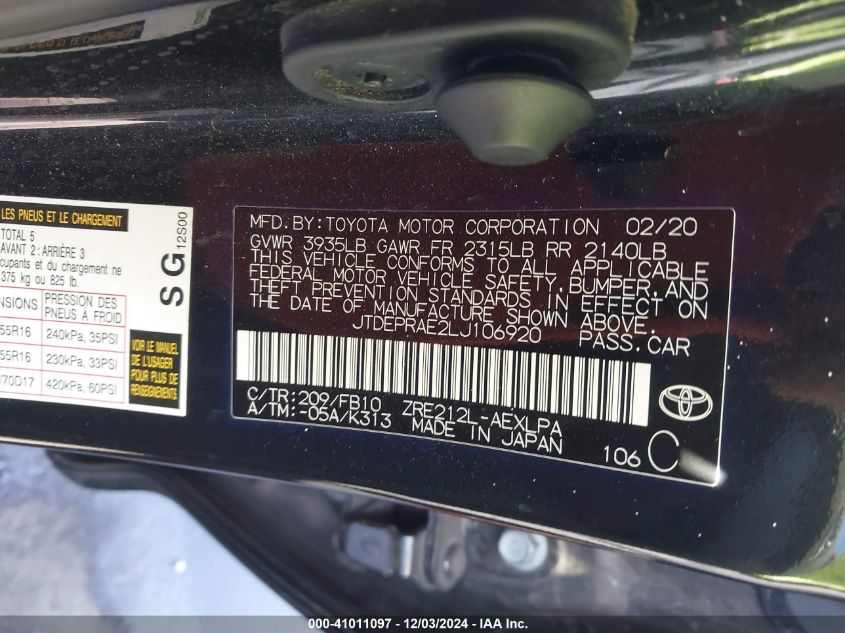 LES PNEUS ET LE CHARGEMENT
TOTAL 5
AVANT 2 : ARRIÈRE 3
cupants et du chargement ne
375 kg ou 825 lb.
ENSIONS
PRESSION DES
PNEUS À FROID
55R16 240kPa, 35PSI
55R16 230kPa, 33PSI
/70D17 420kPa, 60PSI
VOIR LE MANUEL
DE L'USAGER
POUR PLUS DE
RENSEIGNEMENTS
SG 12S00
MFD.BY:TOYOTA MOTOR CORPORATION 02/20
GVWR 3935LB GAWR FR 2315LB RR 2140LB
THIS VEHICLE CONFORMS TO ALL APPLICABLE
FEDERAL MOTOR VEHICLE SAFETY,BUMPER,AND
THEFT PREVENTION STANDARDS IN EFFECT ON
THE DATE OF MANUFACTURE SHOWN ABOVE.
JTDEPRAE2LJ106920 PASS.CAR
C/TR:209/FB10 ZRE212L-AEXLPA
A/TM:-05A/K313 MADE IN JAPAN
106 C
TOYOTA
000-41011097 - 12/03/2024 - IAA Inc.